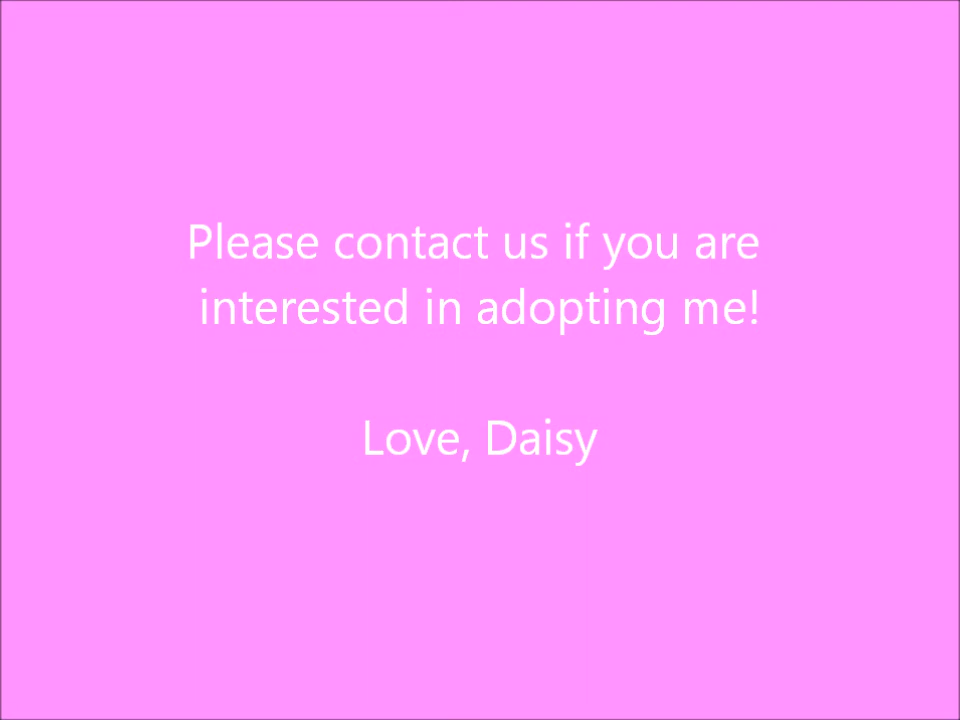 Please contact us if you are
interested in adopting me!
Love, Daisy